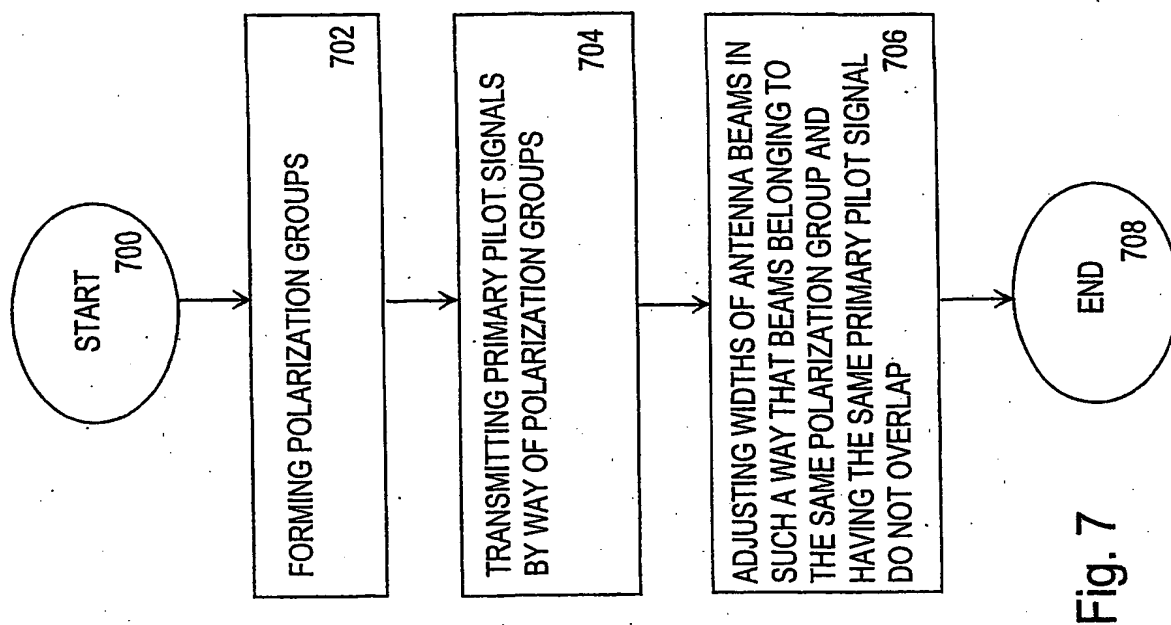 START
700
FORMING POLARIZATION GROUPS
702
TRANSMITTING PRIMARY PILOT SIGNALS
BY WAY OF POLARIZATION GROUPS
704
ADJUSTING WIDTHS OF ANTENNA BEAMS IN
SUCH A WAY THAT BEAMS BELONGING TO
THE SAME POLARIZATION GROUP AND
HAVING THE SAME PRIMARY PILOT SIGNAL
DO NOT OVERLAP
706
END
708
Fig. 7